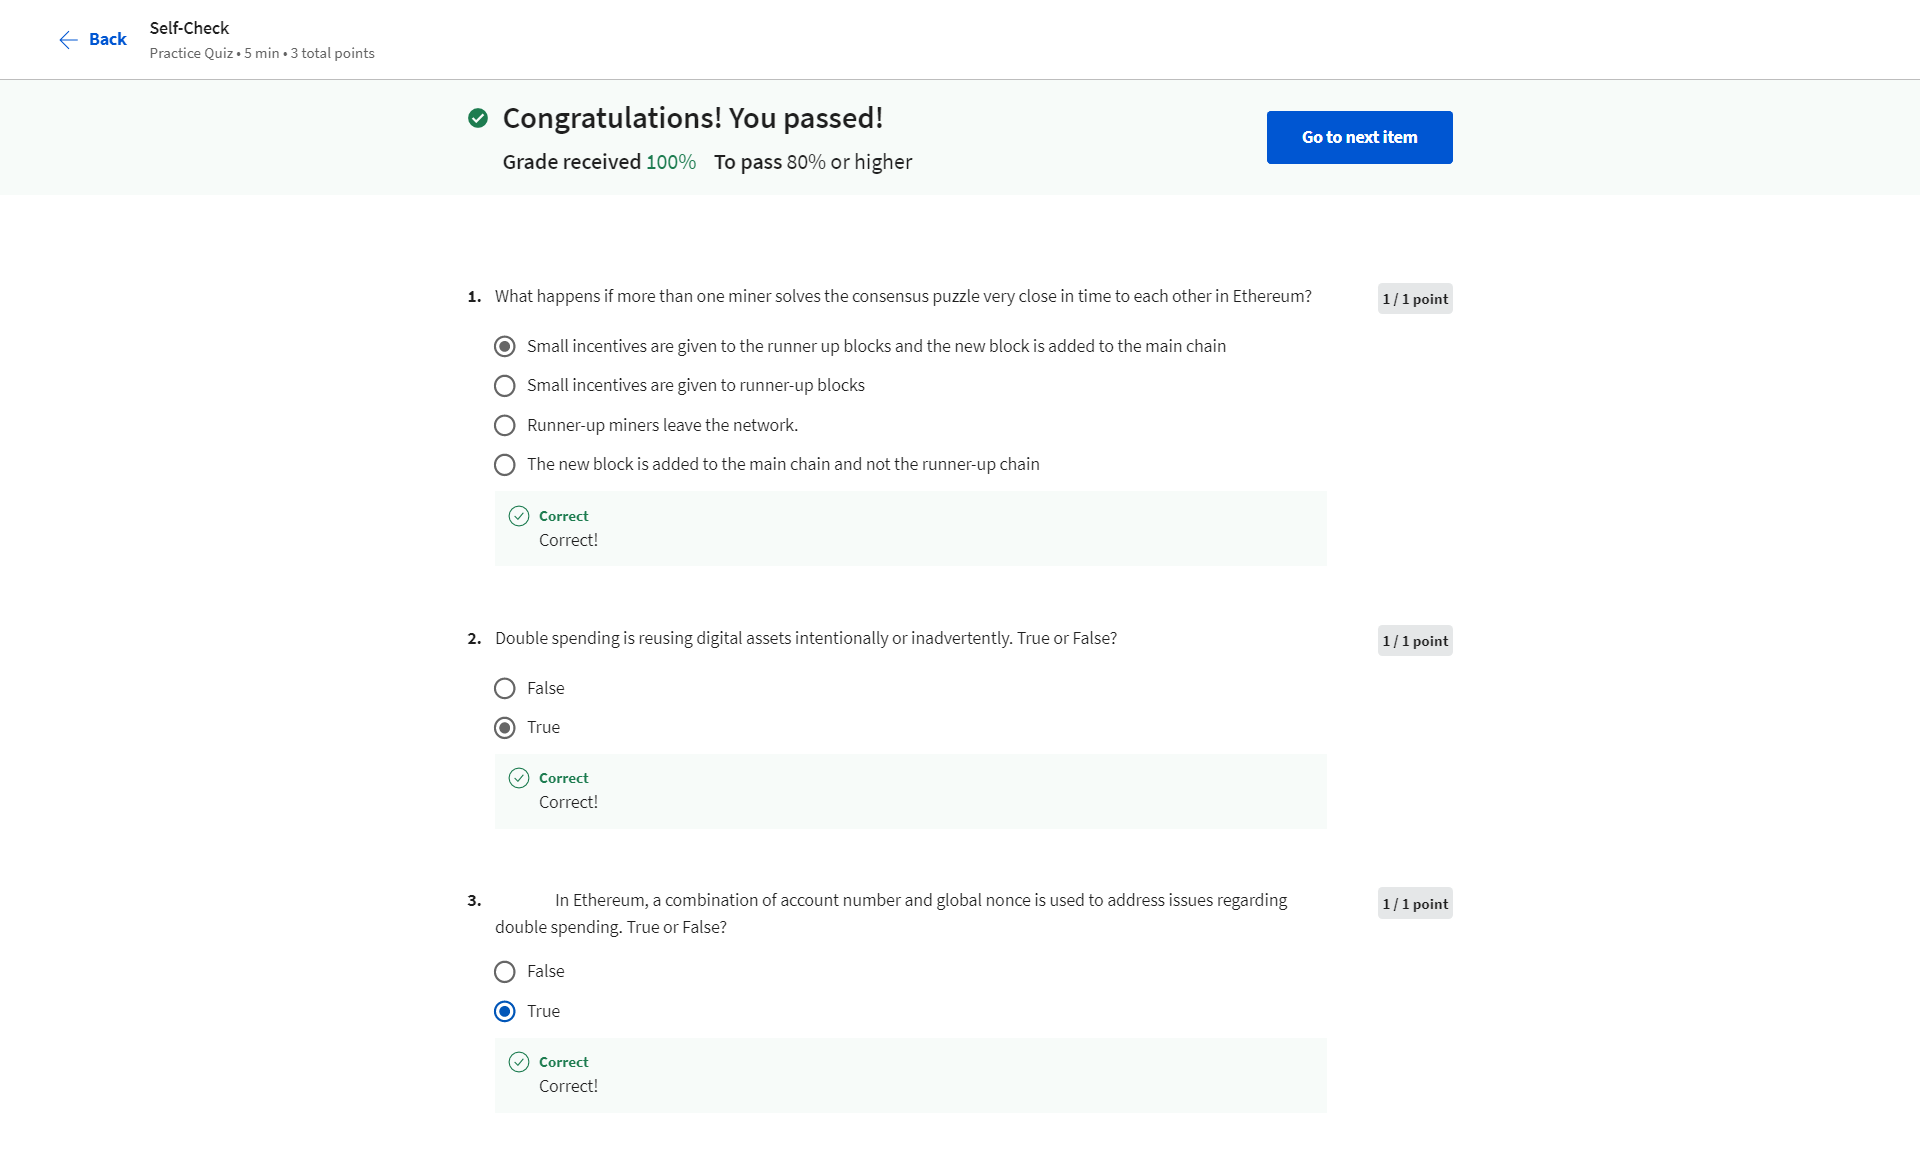 Back
Self-Check
Practice Quiz • 5 min • 3 total points
Congratulations! You passed!
Grade received 100% To pass 80% or higher
Go to next item
1. What happens if more than one miner solves the consensus puzzle very close in time to each other in Ethereum?
1 / 1 point
Small incentives are given to the runner up blocks and the new block is added to the main chain
Small incentives are given to runner-up blocks
Runner-up miners leave the network.
The new block is added to the main chain and not the runner-up chain
Correct
Correct!
2. Double spending is reusing digital assets intentionally or inadvertently. True or False?
1 / 1 point
False
True
Correct
Correct!
3. In Ethereum, a combination of account number and global nonce is used to address issues regarding
double spending. True or False?
1 / 1 point
False
True
Correct
Correct!